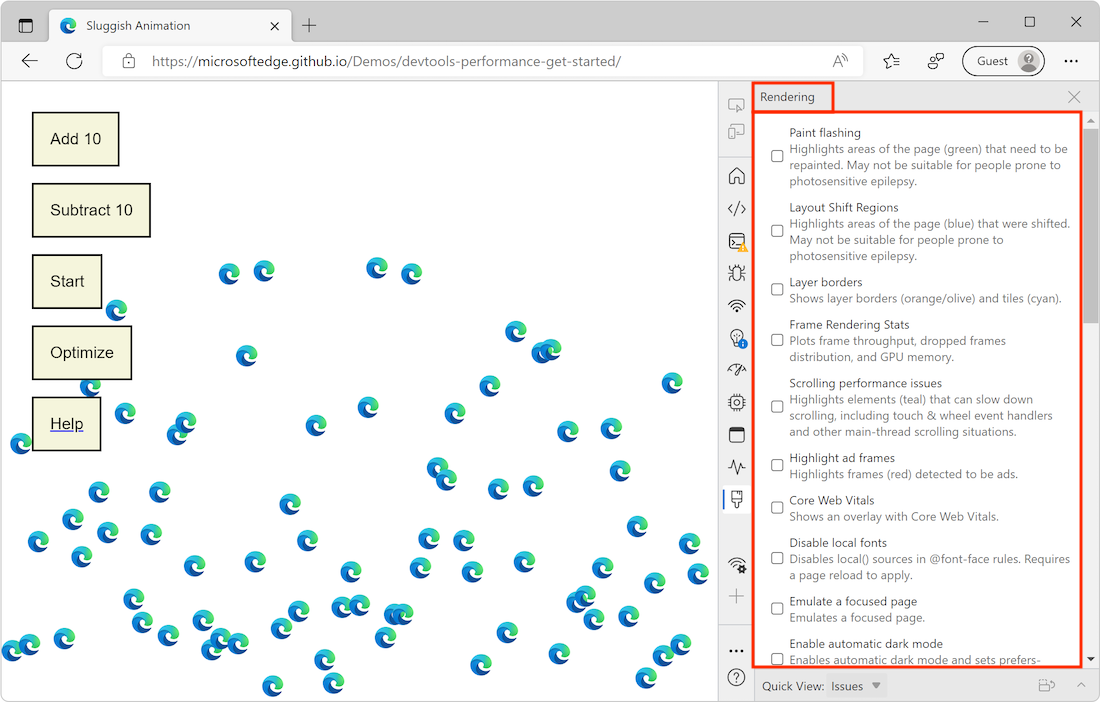 Sluggish Animation
https://microsoftedge.github.io/Demos/devtools-performance-get-started/
Guest
Add 10
Subtract 10
Start
Optimize
Help
Rendering
Paint flashing
Highlights areas of the page (green) that need to be
repainted. May not be suitable for people prone to
photosensitive epilepsy.
Layout Shift Regions
Highlights areas of the page (blue) that were shifted.
May not be suitable for people prone to
photosensitive epilepsy.
Layer borders
Shows layer borders (orange/olive) and tiles (cyan).
Frame Rendering Stats
Plots frame throughput, dropped frames
distribution, and GPU memory.
Scrolling performance issues
Highlights elements (teal) that can slow down
scrolling, including touch & wheel event handlers
and other main-thread scrolling situations.
Highlight ad frames
Highlights frames (red) detected to be ads.
Core Web Vitals
Shows an overlay with Core Web Vitals.
Disable local fonts
Disables local() sources in @font-face rules. Requires
a page reload to apply.
Emulate a focused page
Emulates a focused page.
Enable automatic dark mode
Enables automatic dark mode and sets prefers-
Quick View: Issues